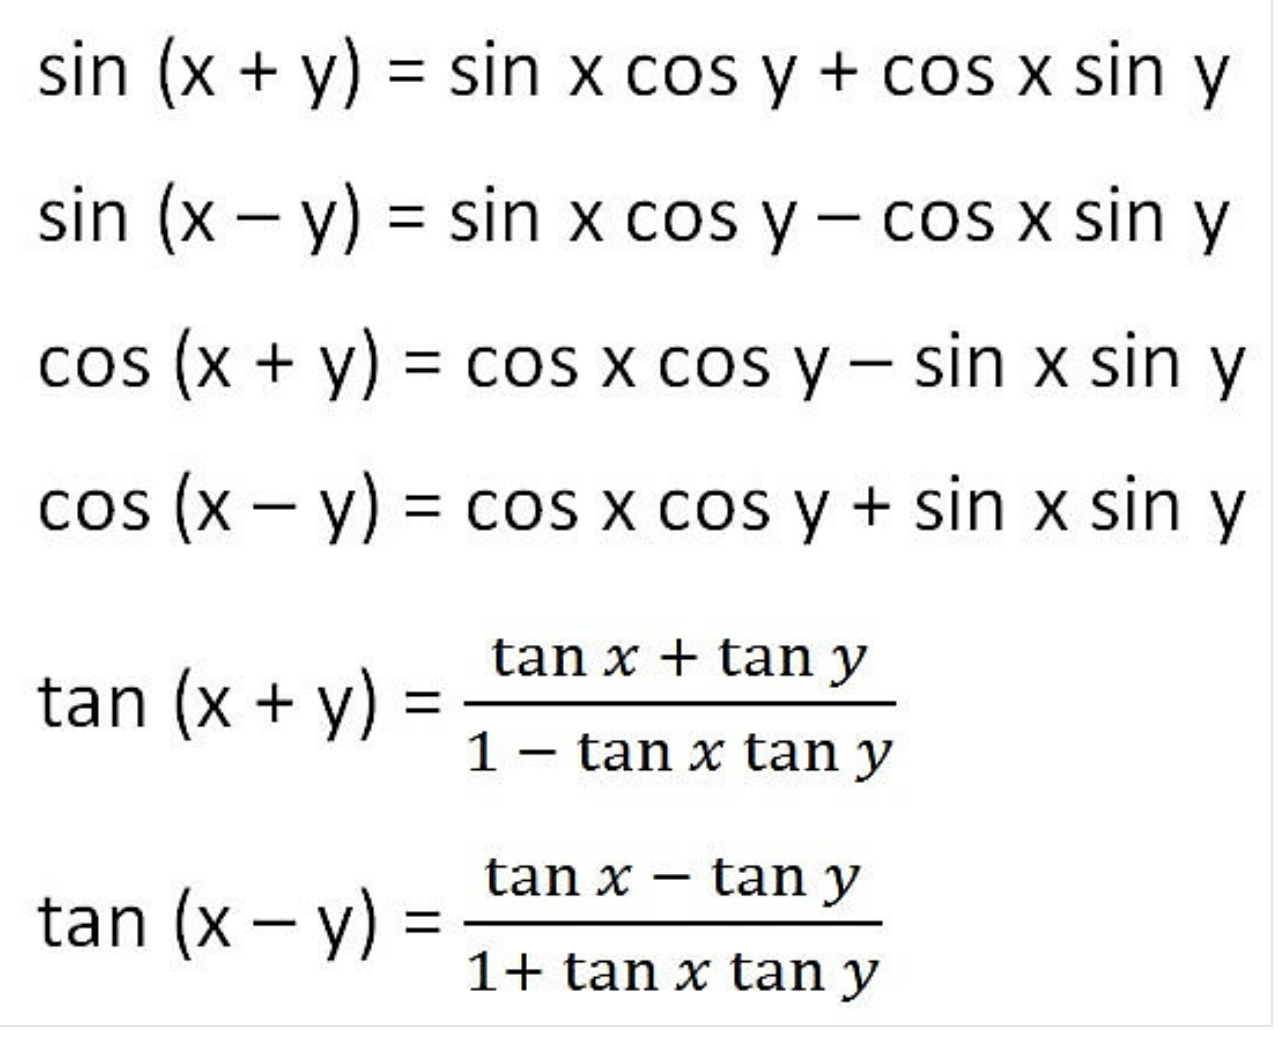 sin (x + y) = sin x cos y + cos x sin y
sin (x – y) = sin x cos y – cos x sin y
cos (x + y) = cos x cos y – sin x sin y
cos (x – y) = cos x cos y + sin x sin y
tan (x + y) = (tan x + tan y) / (1 − tan x tan y)
tan (x – y) = (tan x − tan y) / (1+ tan x tan y)